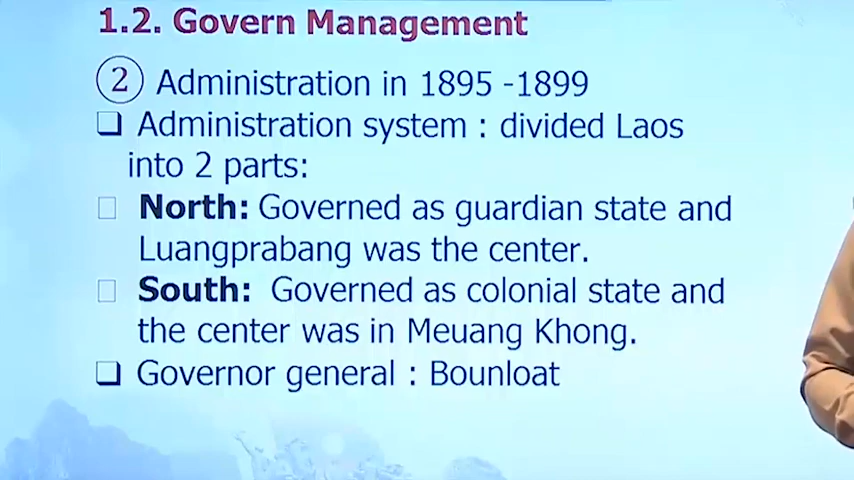 1.2. Govern Management
② Administration in 1895 -1899
❑ Administration system : divided Laos
into 2 parts:
□ North: Governed as guardian state and
Luangprabang was the center.
□ South: Governed as colonial state and
the center was in Meuang Khong.
❑ Governor general : Bounloat